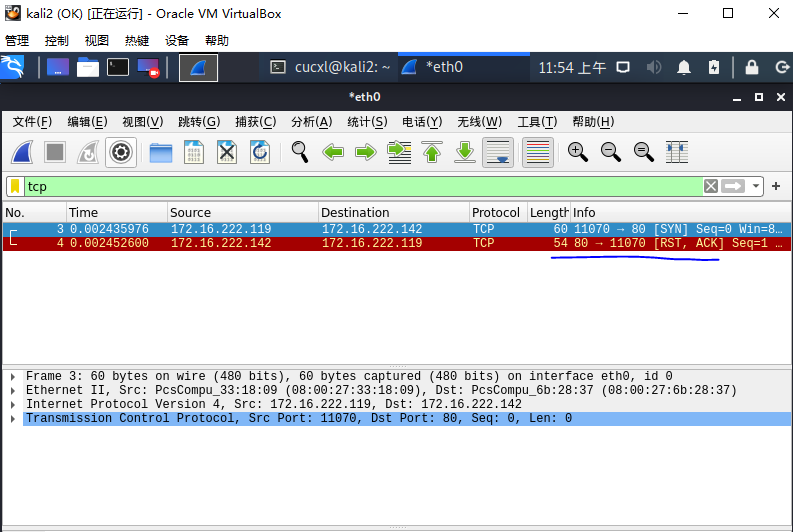 kali2 (OK) [正在运行] - Oracle VM VirtualBox
管理 控制 视图 热键 设备 帮助
cucxl@kali2: ~ *eth0 11:54 上午
*eth0
文件(F) 编辑(E) 视图(V) 跳转(G) 捕获(C) 分析(A) 统计(S) 电话(Y) 无线(W) 工具(T) 帮助(H)
tcp
No. Time Source Destination Protocol Length Info
3 0.002435976 172.16.222.119 172.16.222.142 TCP 60 11070 → 80 [SYN] Seq=0 Win=8…
4 0.002452600 172.16.222.142 172.16.222.119 TCP 54 80 → 11070 [RST, ACK] Seq=1 …
Frame 3: 60 bytes on wire (480 bits), 60 bytes captured (480 bits) on interface eth0, id 0
Ethernet II, Src: PcsCompu_33:18:09 (08:00:27:33:18:09), Dst: PcsCompu_6b:28:37 (08:00:27:6b:28:37)
Internet Protocol Version 4, Src: 172.16.222.119, Dst: 172.16.222.142
Transmission Control Protocol, Src Port: 11070, Dst Port: 80, Seq: 0, Len: 0